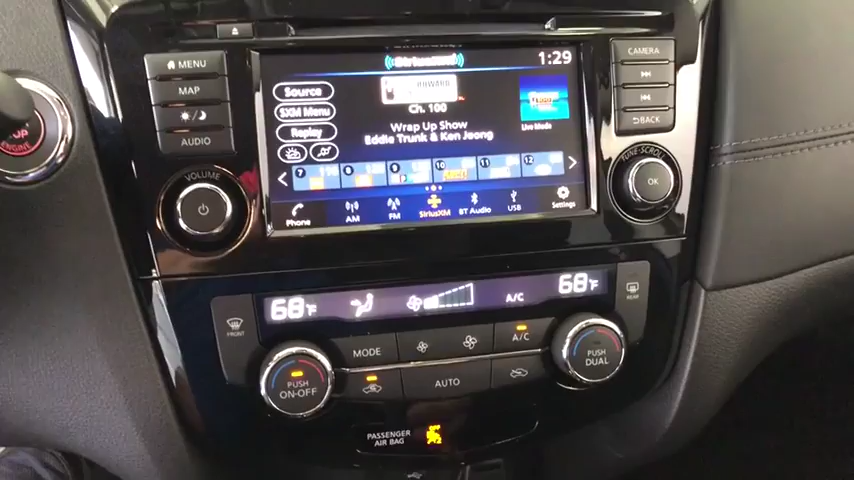 SiriusXM
1:29
MENU
MAP
AUDIO
VOLUME
CAMERA
BACK
TUNE·SCROLL
OK
Source
SXM Menu
Replay
Ch. 100
Wrap Up Show
Eddie Trunk & Ken Jeong
Live Mode
7
8
9
10
11
12
Phone
AM
FM
SiriusXM
BT Audio
USB
Settings
ENGINE
68°F
A/C
68°F
FRONT
REAR
MODE
A/C
AUTO
PUSH
ON-OFF
PUSH
DUAL
PASSENGER
AIR BAG